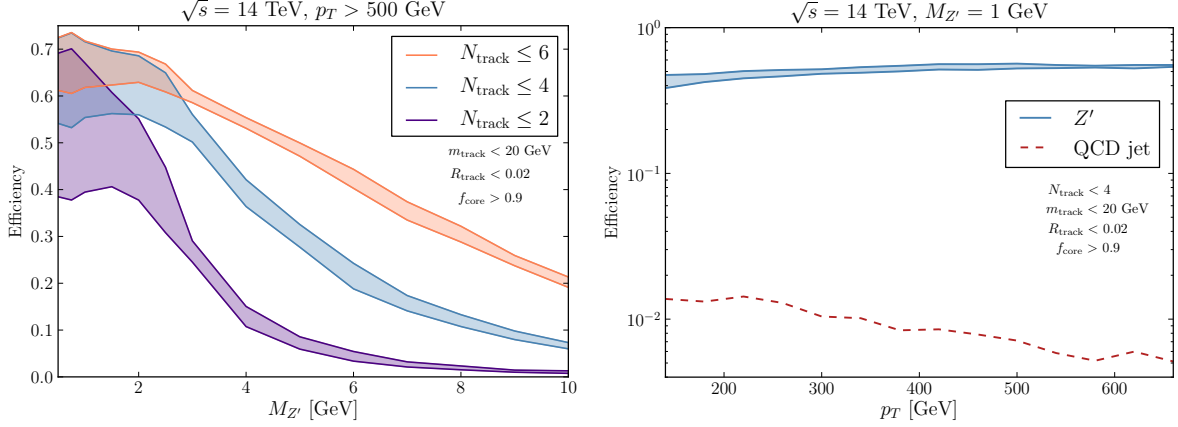 √s = 14 TeV, p_T > 500 GeV
Efficiency
0.7
0.6
0.5
0.4
0.3
0.2
0.1
0.0
N_track ≤ 6
N_track ≤ 4
N_track ≤ 2
m_track < 20 GeV
R_track < 0.02
f_core > 0.9
2 4 6 8 10
M_Z′ [GeV]
√s = 14 TeV, M_Z′ = 1 GeV
Efficiency
10^0
10^−1
10^−2
Z′
QCD jet
N_track < 4
m_track < 20 GeV
R_track < 0.02
f_core > 0.9
200 300 400 500 600
p_T [GeV]